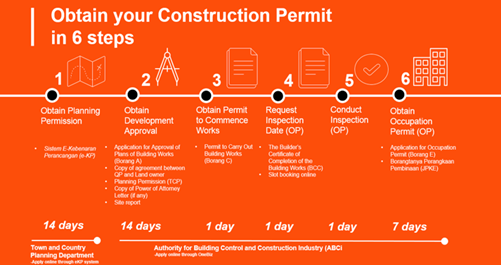 Obtain your Construction Permit
in 6 steps
1
2
3
4
5
6
Obtain Planning
Permission
• Sistem E-Kebenaran
Perancangan (e-KP)
Obtain
Development
Approval
• Application for Approval of
Plans of Building Works
(Borang A)
• Copy of agreement between
QP and Land owner
• Planning Permission (TCP)
• Copy of Power of Attorney
Letter (if any)
• Site report
Obtain Permit
to Commence
Works
• Permit to Carry Out
Building Works
(Borang C)
Request
Inspection
Date (OP)
• The Builder's
Certificate of
Completion of the
Building Works (BCC)
• Slot booking online
Conduct
Inspection
(OP)
Obtain
Occupation
Permit (OP)
• Application for Occupation
Permit (Borang E)
• Borangianya Perakakaan
Pembinaan (JPKE)
14 days
14 days
1 day
1 day
1 day
7 days
Town and Country
Planning Department
-Apply online through eKP system
Authority for Building Control and Construction Industry (ABCi
-Apply online through OneBiz